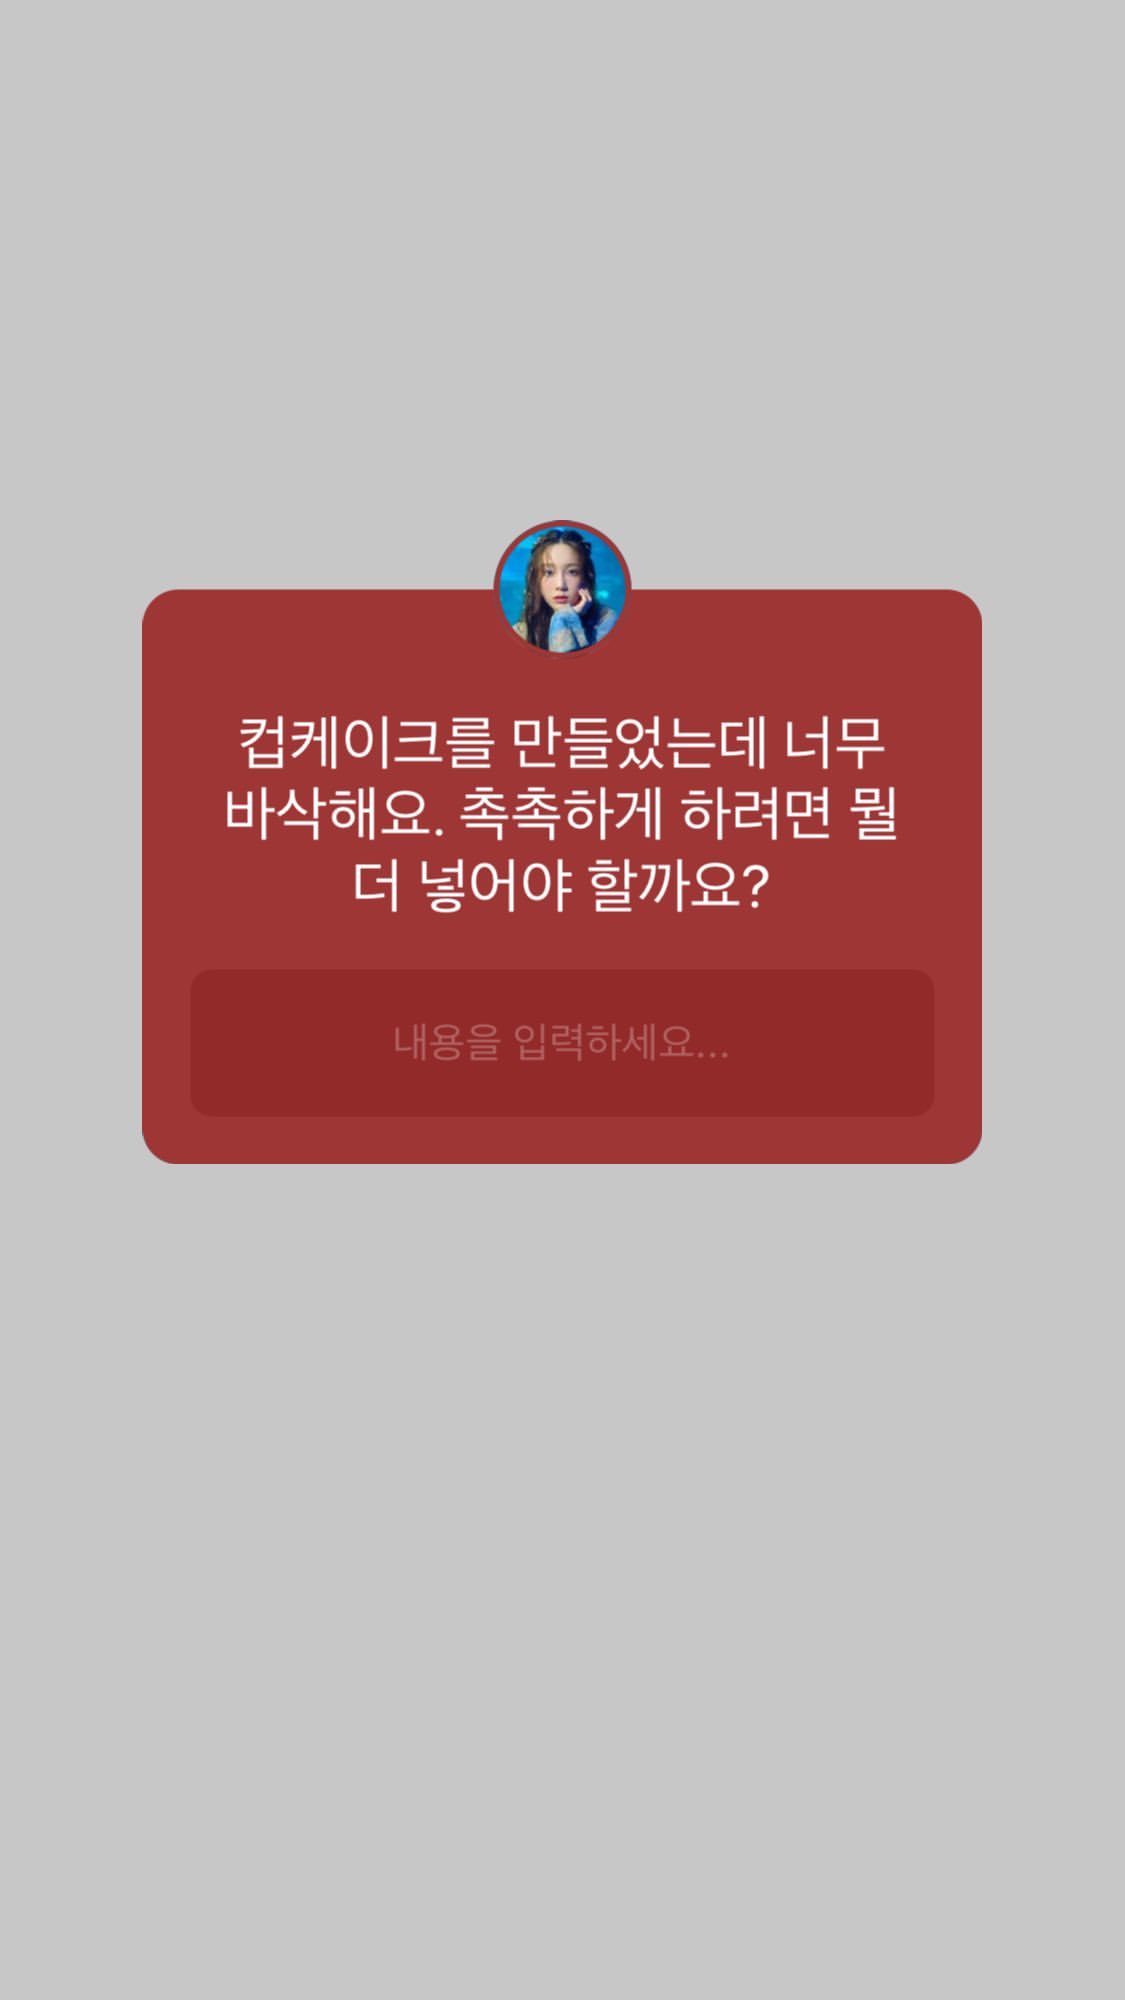 컵케이크를 만들었는데 너무
바삭해요. 촉촉하게 하려면 뭘
더 넣어야 할까요?
내용을 입력하세요...